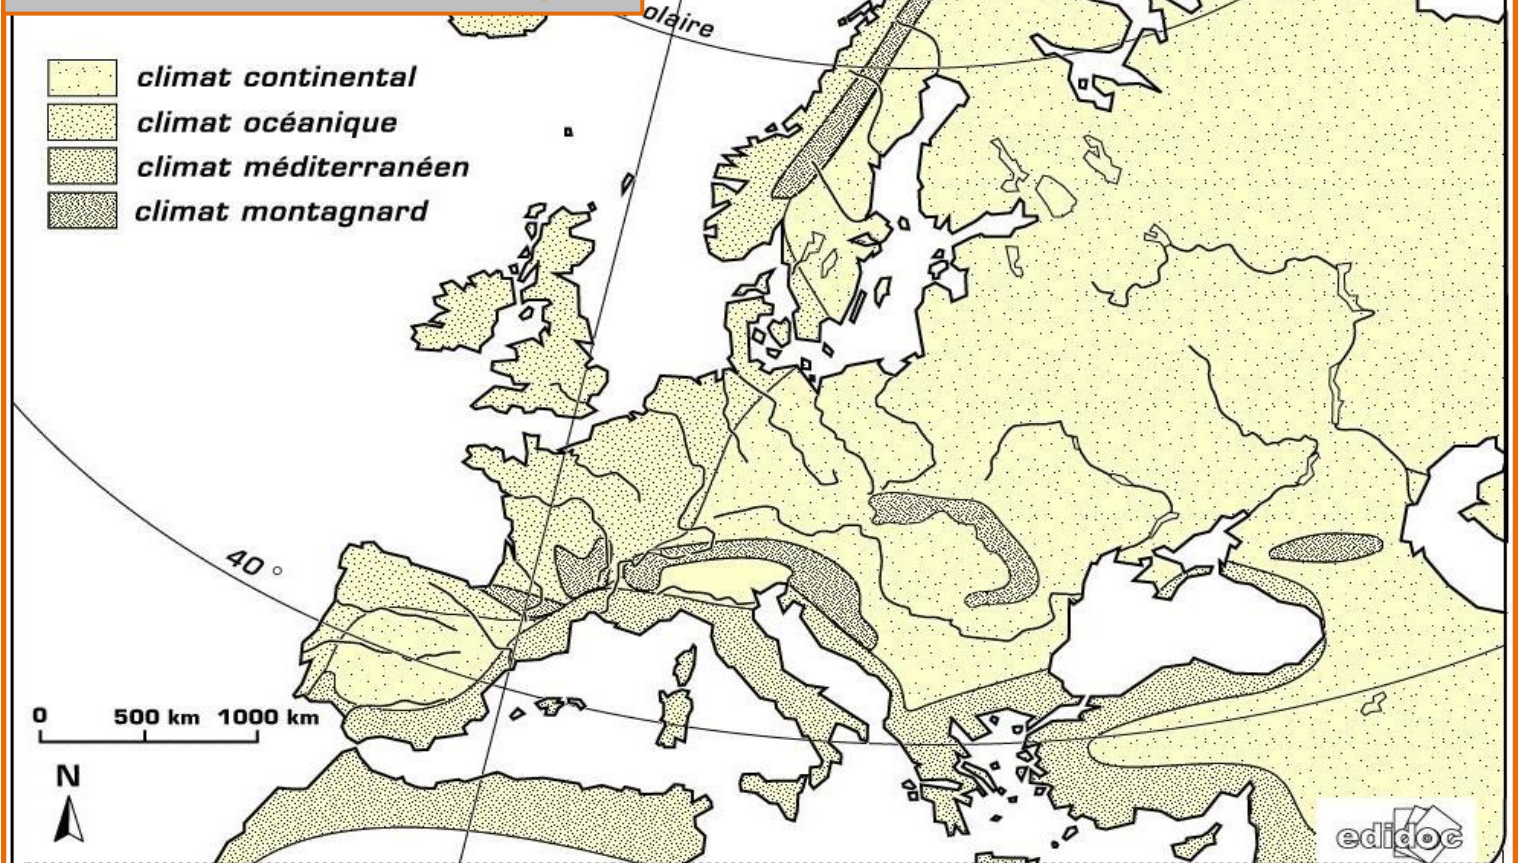 olaire
climat continental
climat océanique
climat méditerranéen
climat montagnard
40 °
0 500 km 1000 km
N
edidoc